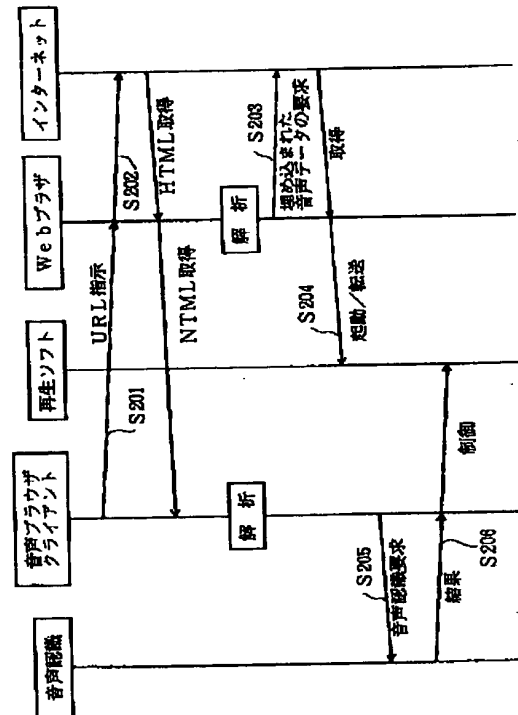 音声認識
音声ブラウザ
クライアント
再生ソフト
Webブラザ
インターネット
URL指示
S201
S202
HTML取得
NTML取得
解析
解析
S203
埋め込まれた
音声データの要求
取得
S204
起動/転送
S205
音声認識要求
制御
結果
S206